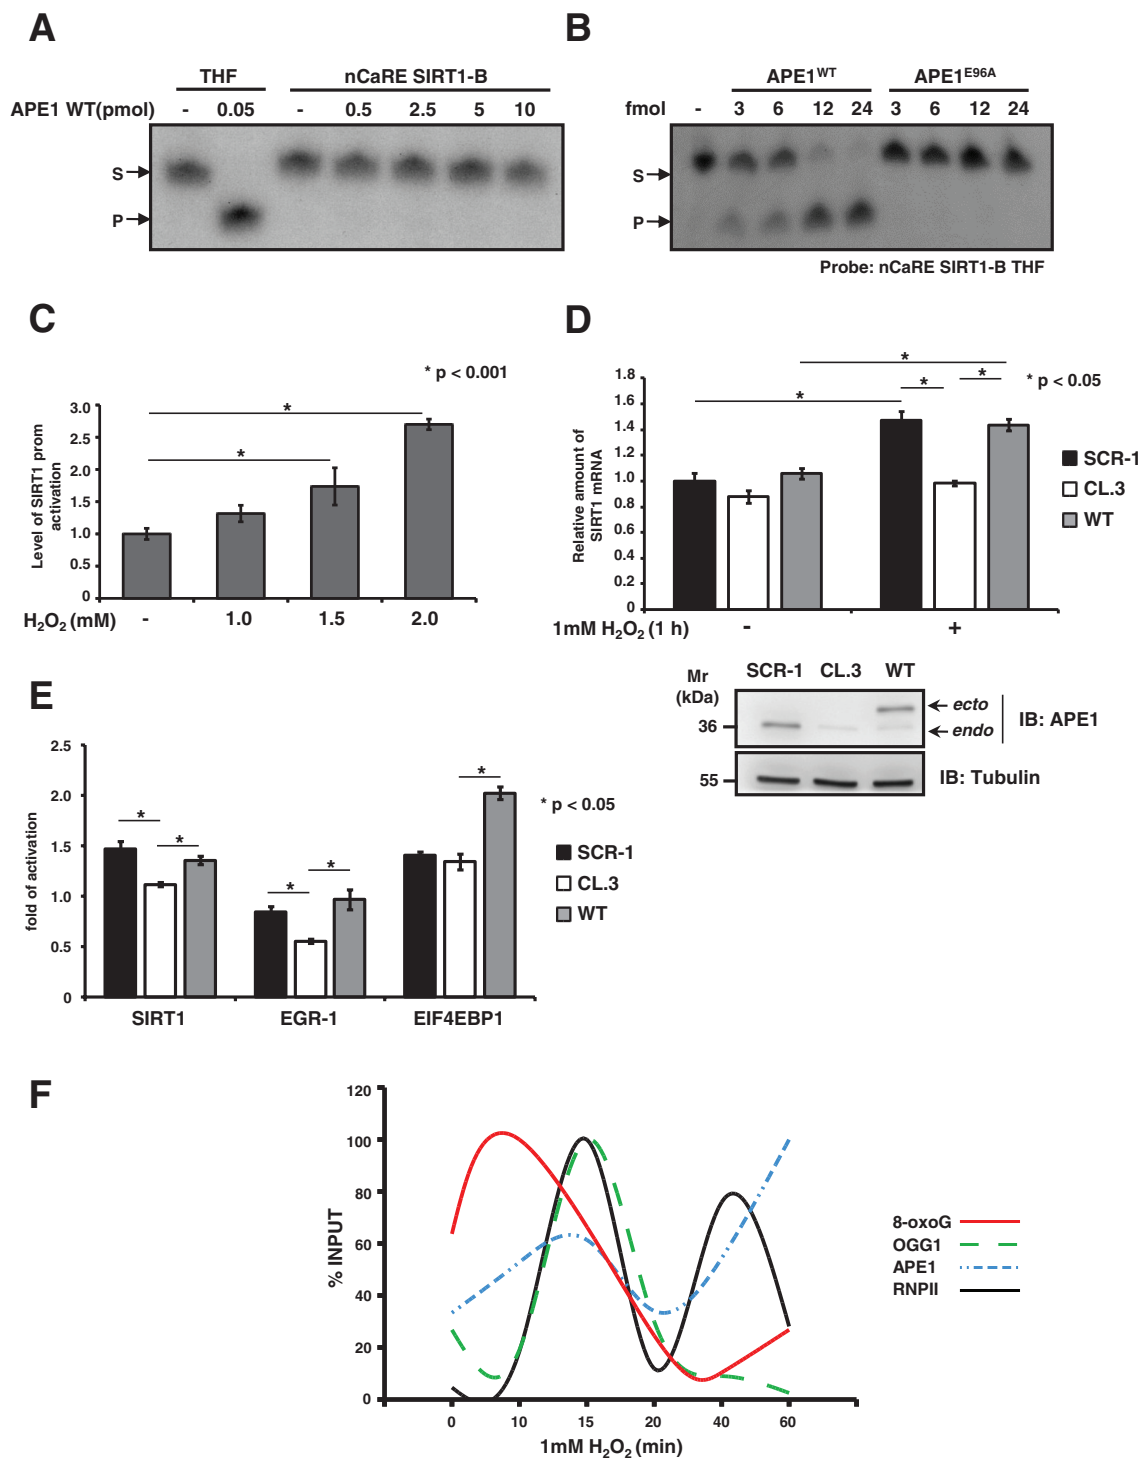 A
THF nCaRE SIRT1-B
APE1 WT(pmol) - 0.05 - 0.5 2.5 5 10
S
P
B
APE1WT APE1E96A
fmol - 3 6 12 24 3 6 12 24
S
P
Probe: nCaRE SIRT1-B THF
C
* p < 0.001
Level of SIRT1 prom
activation
3.0
2.5
2.0
1.5
1.0
0.5
0
*
*
H2O2 (mM) - 1.0 1.5 2.0
D
* p < 0.05
Relative amount of
SIRT1 mRNA
1.8
1.6
1.4
1.2
1.0
0.8
0.6
0.4
0.2
0
*
*
*
*
SCR-1
CL.3
WT
1mM H2O2 (1 h) - +
Mr
(kDa)
SCR-1 CL.3 WT
36
ecto
endo
IB: APE1
55
IB: Tubulin
E
fold of activation
2.5
2.0
1.5
1.0
0.5
0
*
*
*
*
*
* p < 0.05
SCR-1
CL.3
WT
SIRT1 EGR-1 EIF4EBP1
F
% INPUT
120
100
80
60
40
20
0
0 10 15 20 40 60
1mM H2O2 (min)
8-oxoG
OGG1
APE1
RNPII